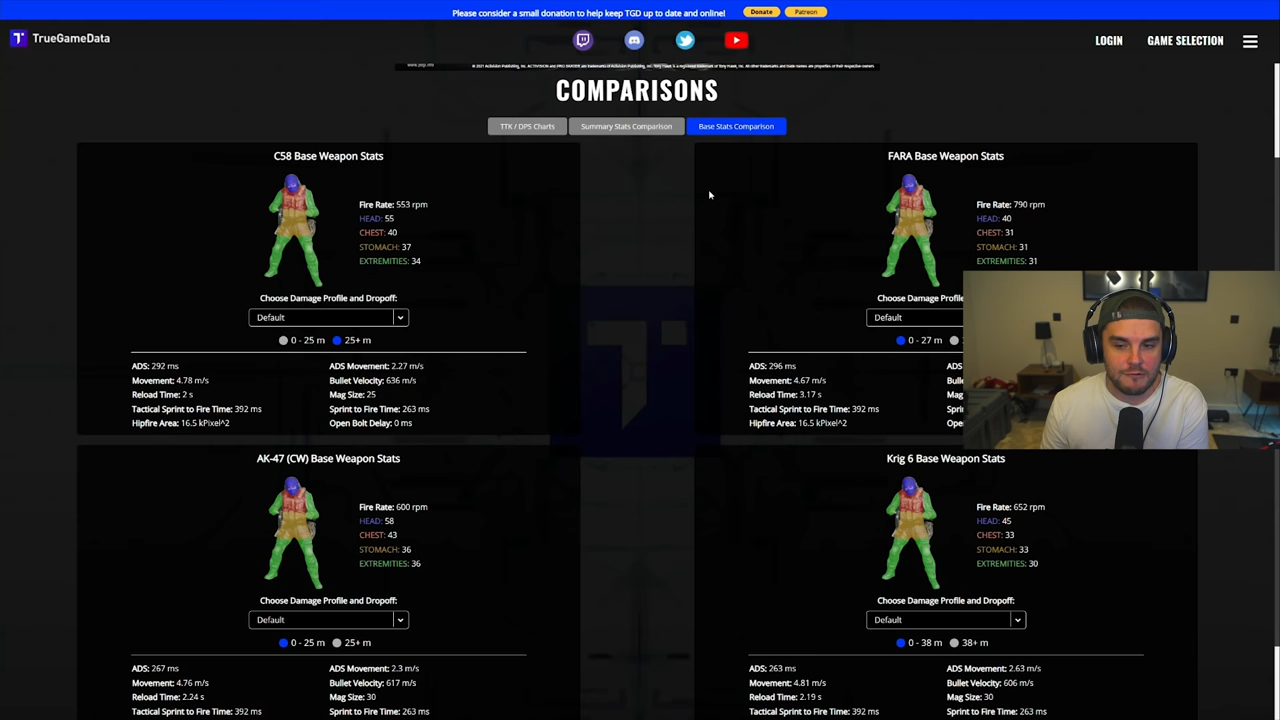 Please consider a small donation to help keep TGD up to date and online! Donate Patreon
TrueGameData
LOGIN GAME SELECTION
COMPARISONS
TTK / DPS Charts Summary Stats Comparison Base Stats Comparison
C58 Base Weapon Stats
Fire Rate: 553 rpm
HEAD: 55
CHEST: 40
STOMACH: 37
EXTREMITIES: 34
Choose Damage Profile and Dropoff:
Default
0 - 25 m 25+ m
ADS: 292 ms ADS Movement: 2.27 m/s
Movement: 4.78 m/s Bullet Velocity: 636 m/s
Reload Time: 2 s Mag Size: 25
Tactical Sprint to Fire Time: 392 ms Sprint to Fire Time: 263 ms
Hipfire Area: 16.5 kPixel^2 Open Bolt Delay: 0 ms
FARA Base Weapon Stats
Fire Rate: 790 rpm
HEAD: 40
CHEST: 31
STOMACH: 31
EXTREMITIES: 31
Choose Damage Profile
Default
0 - 27 m
ADS: 296 ms ADS
Movement: 4.67 m/s Bullet
Reload Time: 3.17 s Mag
Tactical Sprint to Fire Time: 392 ms Sprint
Hipfire Area: 16.5 kPixel^2 Open
AK-47 (CW) Base Weapon Stats
Fire Rate: 600 rpm
HEAD: 58
CHEST: 43
STOMACH: 36
EXTREMITIES: 36
Choose Damage Profile and Dropoff:
Default
0 - 25 m 25+ m
ADS: 267 ms ADS Movement: 2.3 m/s
Movement: 4.76 m/s Bullet Velocity: 617 m/s
Reload Time: 2.24 s Mag Size: 30
Tactical Sprint to Fire Time: 392 ms Sprint to Fire Time: 263 ms
Krig 6 Base Weapon Stats
Fire Rate: 652 rpm
HEAD: 45
CHEST: 33
STOMACH: 33
EXTREMITIES: 30
Choose Damage Profile and Dropoff:
Default
0 - 38 m 38+ m
ADS: 263 ms ADS Movement: 2.63 m/s
Movement: 4.81 m/s Bullet Velocity: 606 m/s
Reload Time: 2.19 s Mag Size: 30
Tactical Sprint to Fire Time: 392 ms Sprint to Fire Time: 263 ms